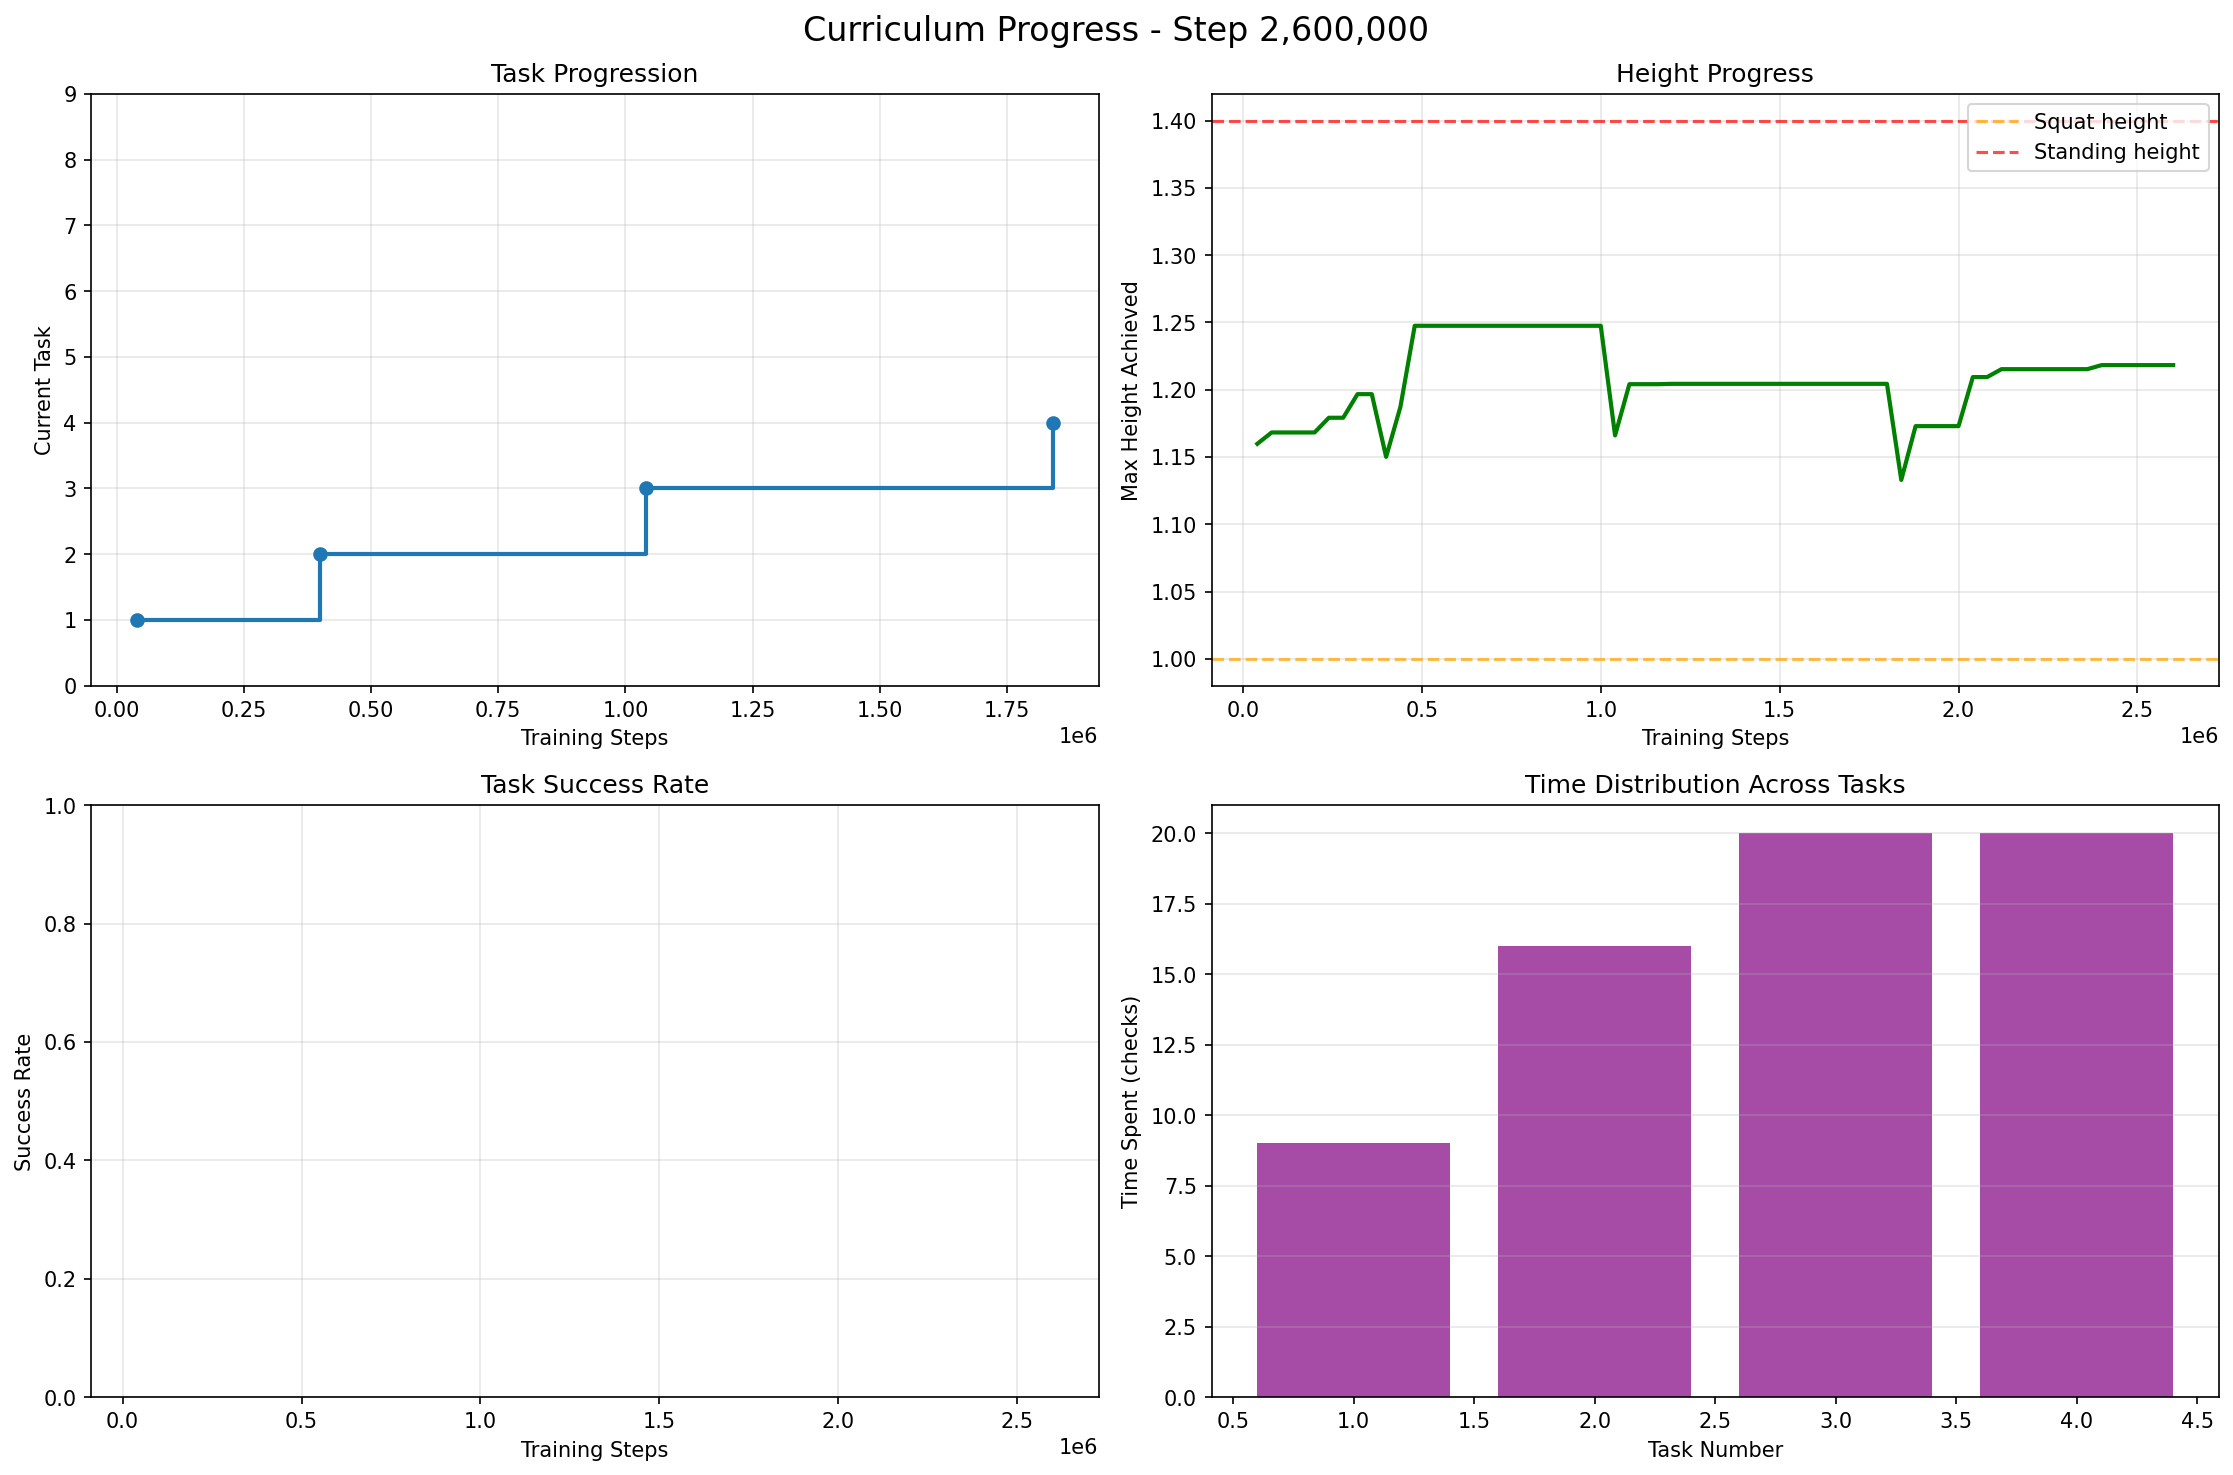 Curriculum Progress - Step 2,600,000
Task Progression
9
8
7
6
5
4
3
2
1
0
Current Task
0.00 0.25 0.50 0.75 1.00 1.25 1.50 1.75
Training Steps
1e6
Height Progress
1.40
1.35
1.30
1.25
1.20
1.15
1.10
1.05
1.00
Max Height Achieved
Squat height
Standing height
0.0 0.5 1.0 1.5 2.0 2.5
Training Steps
1e6
Task Success Rate
1.0
0.8
0.6
0.4
0.2
0.0
Success Rate
0.0 0.5 1.0 1.5 2.0 2.5
Training Steps
1e6
Time Distribution Across Tasks
20.0
17.5
15.0
12.5
10.0
7.5
5.0
2.5
0.0
Time Spent (checks)
0.5 1.0 1.5 2.0 2.5 3.0 3.5 4.0 4.5
Task Number